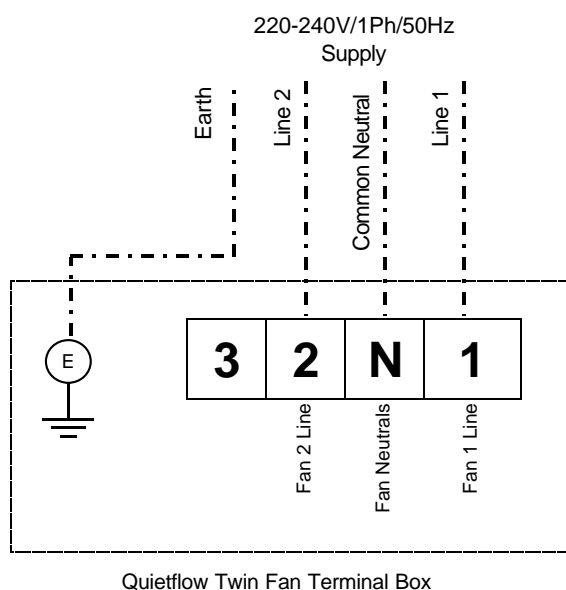 220-240V/1Ph/50Hz
Supply
Earth
Line 2
Common Neutral
Line 1
E
3 2 N 1
Fan 2 Line
Fan Neutrals
Fan 1 Line
Quietflow Twin Fan Terminal Box